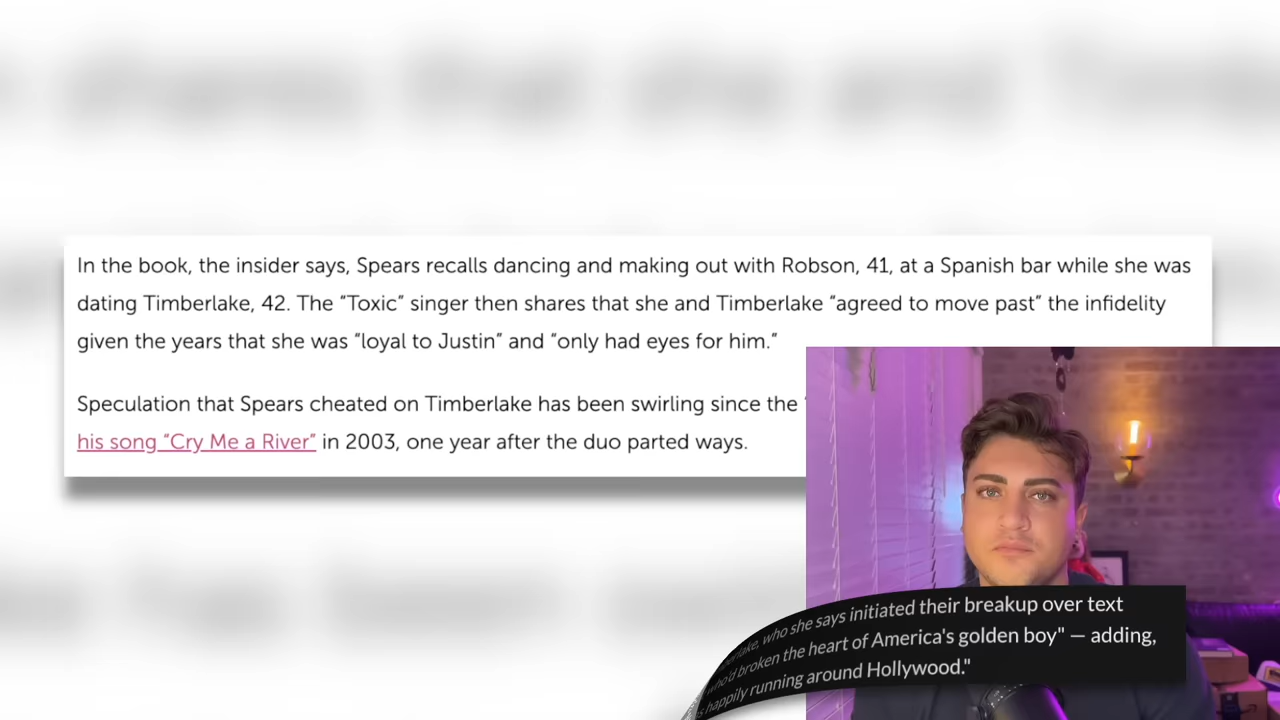 In the book, the insider says, Spears recalls dancing and making out with Robson, 41, at a Spanish bar while she was
dating Timberlake, 42. The “Toxic” singer then shares that she and Timberlake “agreed to move past” the infidelity
given the years that she was “loyal to Justin” and “only had eyes for him.”
Speculation that Spears cheated on Timberlake has been swirling since the
his song “Cry Me a River” in 2003, one year after the duo parted ways.
who she says initiated their breakup over text
who'd broken the heart of America's golden boy" — adding,
happily running around Hollywood."